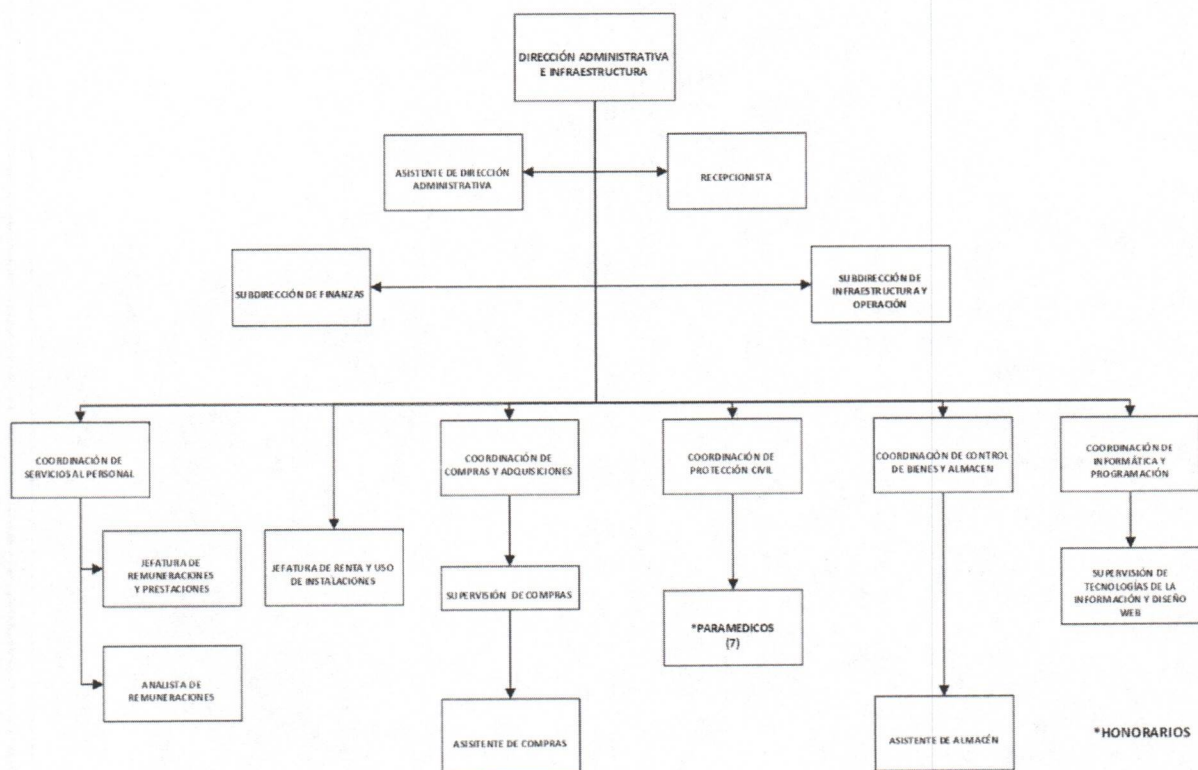 DIRECCIÓN ADMINISTRATIVA
E INFRAESTRUCTURA
ASISTENTE DE DIRECCIÓN
ADMINISTRATIVA
RECEPCIONISTA
SUBDIRECCIÓN DE FINANZAS
SUBDIRECCIÓN DE
INFRAESTRUCTURA Y
OPERACIÓN
COORDINACIÓN DE
SERVICIOS AL PERSONAL
COORDINACIÓN DE
COMPRAS Y ADQUISICIONES
COORDINACIÓN DE
PROTECCIÓN CIVIL
COORDINACIÓN DE CONTROL
DE BIENES Y ALMACEN
COORDINACIÓN DE
INFORMÁTICA Y
PROGRAMACIÓN
JEFATURA DE
REMUNERACIONES
Y PRESTACIONES
JEFATURA DE RENTA Y USO
DE INSTALACIONES
SUPERVISIÓN DE COMPRAS
*PARAMEDICOS
(7)
SUPERVISIÓN DE
TECNOLOGÍAS DE LA
INFORMACIÓN Y DISEÑO
WEB
ANALISTA DE
REMUNERACIONES
ASISITENTE DE COMPRAS
ASISTENTE DE ALMACÉN
*HONORARIOS